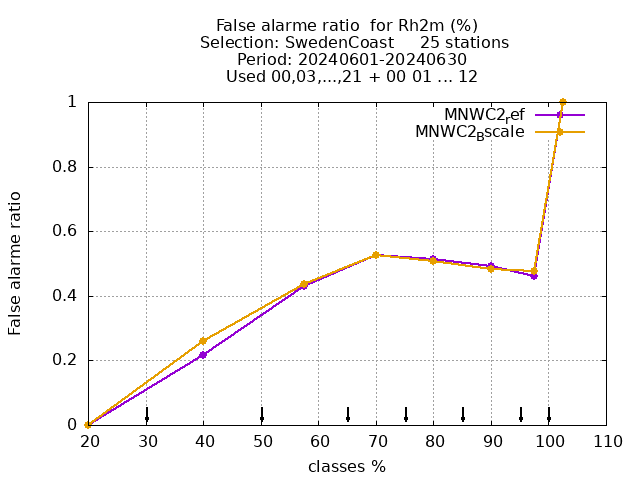 False alarme ratio  for Rh2m (%)
Selection: SwedenCoast     25 stations
Period: 20240601-20240630
Used 00,03,...,21 + 00 01 ... 12
MNWC2ref
MNWC2Bscale
False alarme ratio
1
0.8
0.6
0.4
0.2
0
20 30 40 50 60 70 80 90 100 110
classes %